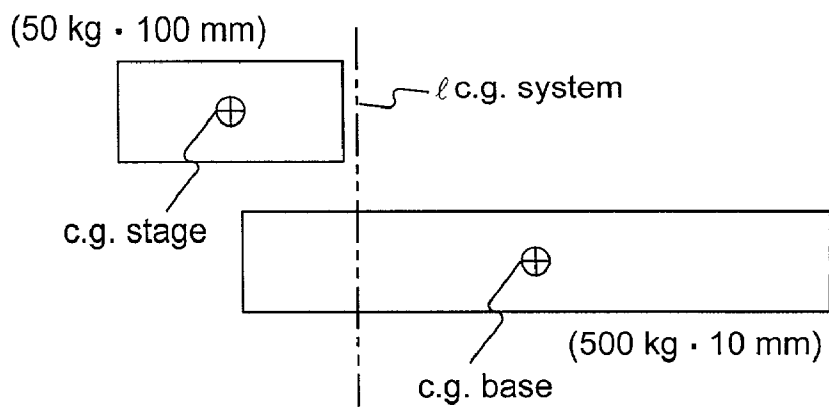 (50 kg · 100 mm)
ℓ c.g. system
c.g. stage
(500 kg · 10 mm)
c.g. base